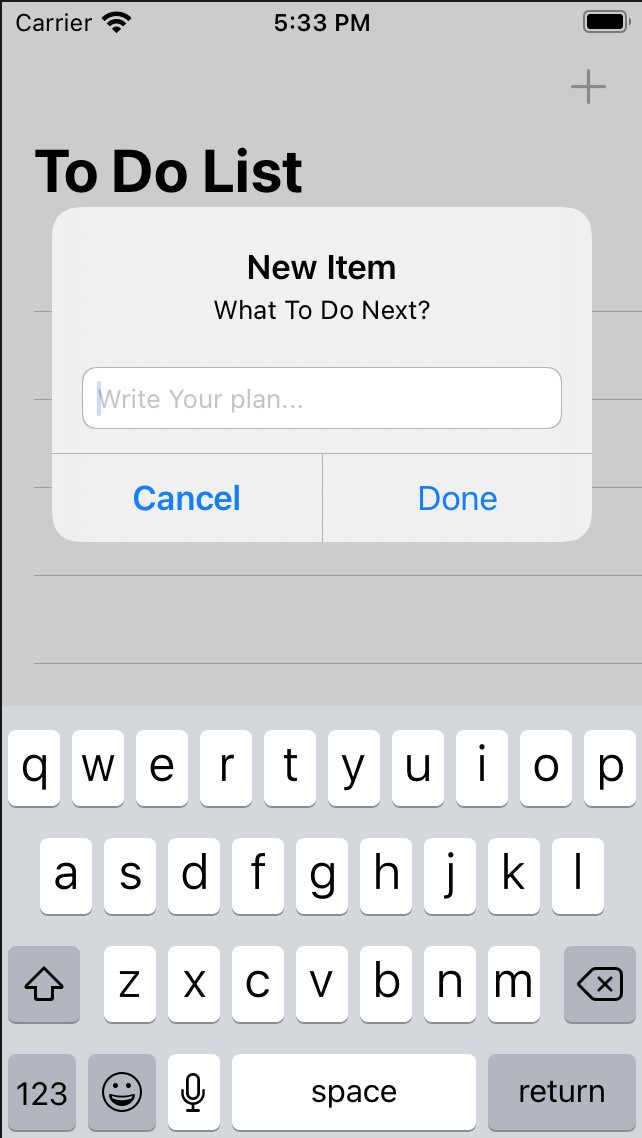 Carrier 5:33 PM
To Do List
New Item
What To Do Next?
Write Your plan...
Cancel Done
q w e r t y u i o p
a s d f g h j k l
z x c v b n m
123 space return